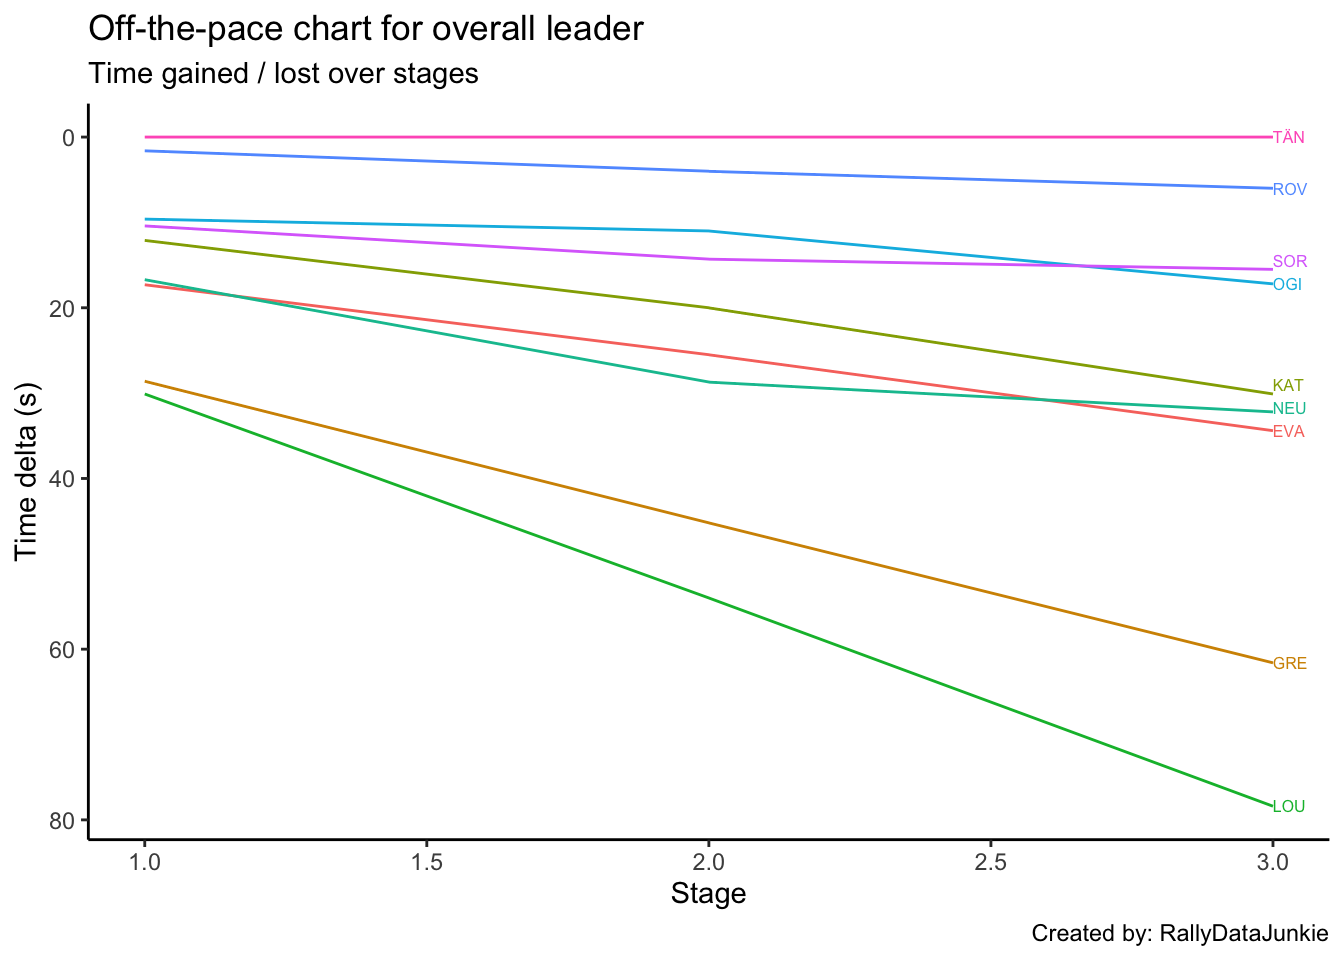 Off-the-pace chart for overall leader
Time gained / lost over stages
0
20
40
60
80
Time delta (s)
TÄN
ROV
SOR
OGI
KAT
NEU
EVA
GRE
LOU
1.0 1.5 2.0 2.5 3.0
Stage
Created by: RallyDataJunkie